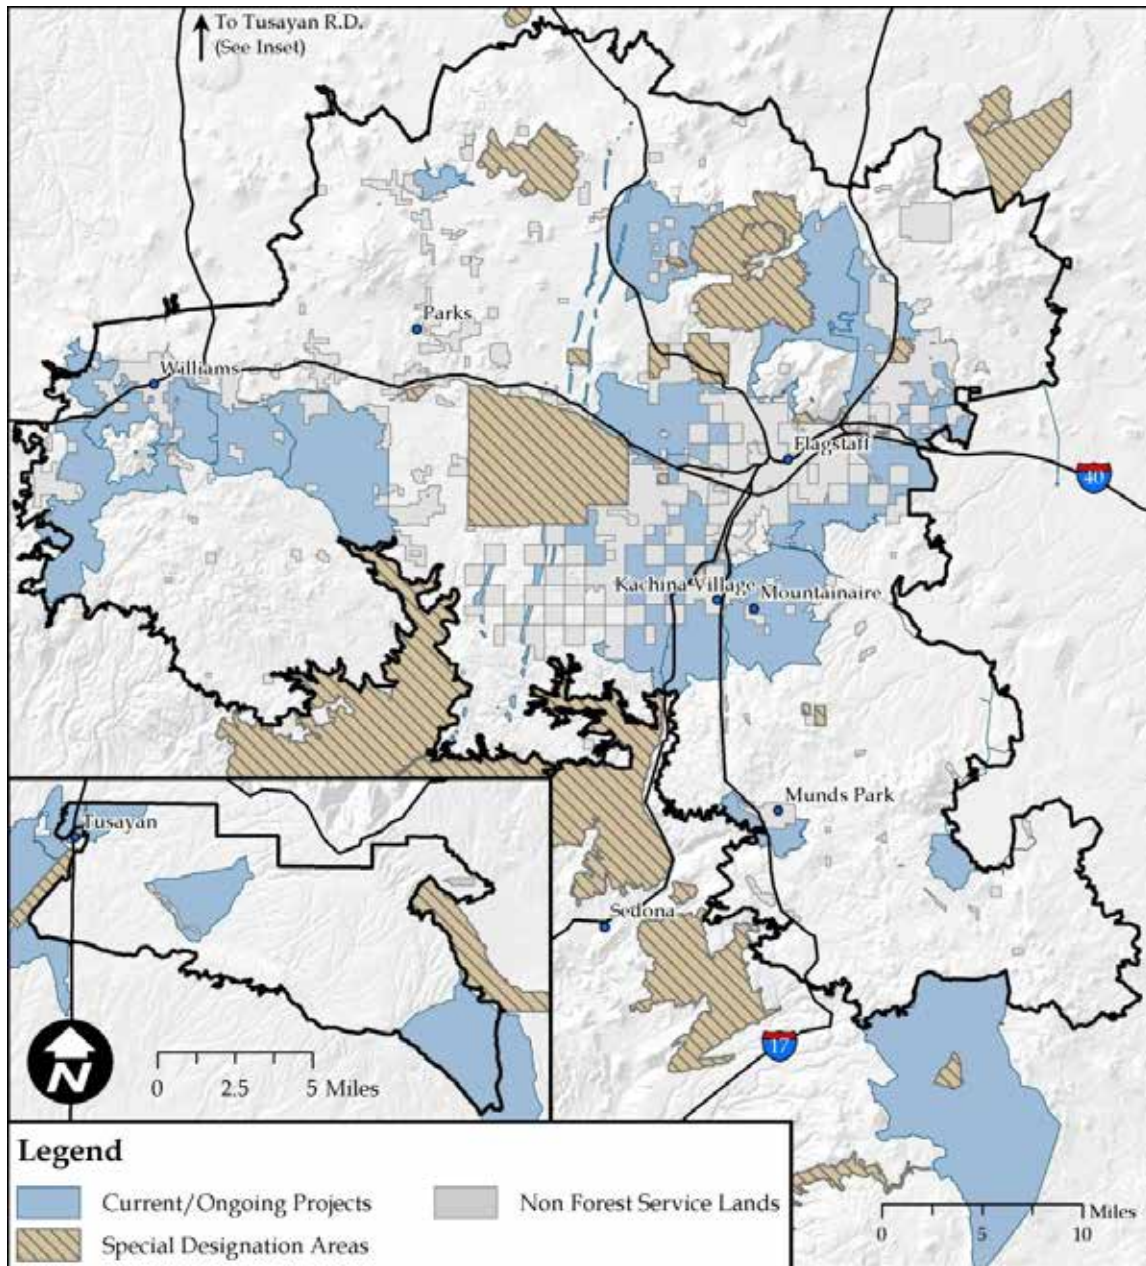 To Tusayan R.D.
(See Inset)
Parks
Williams
Flagstaff
40
Kachina Village
Mountainaire
Munds Park
Tusayan
Sedona
17
N
0 2.5 5 Miles
Legend
Current/Ongoing Projects
Non Forest Service Lands
Special Designation Areas
Miles
0 5 10